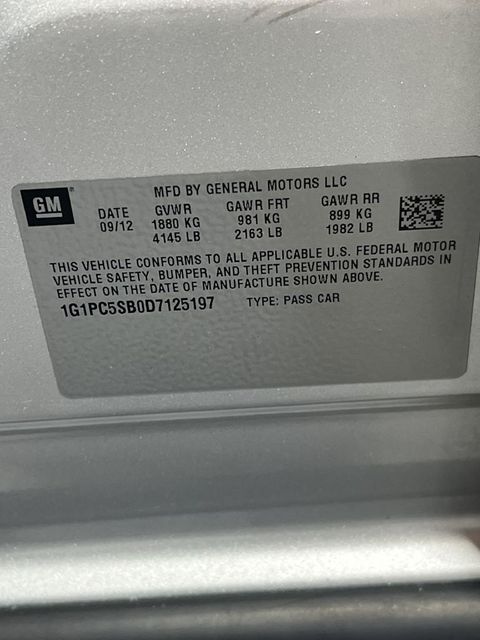 GM
MFD BY GENERAL MOTORS LLC
DATE GVWR GAWR FRT GAWR RR
09/12 1880 KG 981 KG 899 KG
4145 LB 2163 LB 1982 LB
THIS VEHICLE CONFORMS TO ALL APPLICABLE U.S. FEDERAL MOTOR
VEHICLE SAFETY, BUMPER, AND THEFT PREVENTION STANDARDS IN
EFFECT ON THE DATE OF MANUFACTURE SHOWN ABOVE.
1G1PC5SB0D7125197 TYPE: PASS CAR